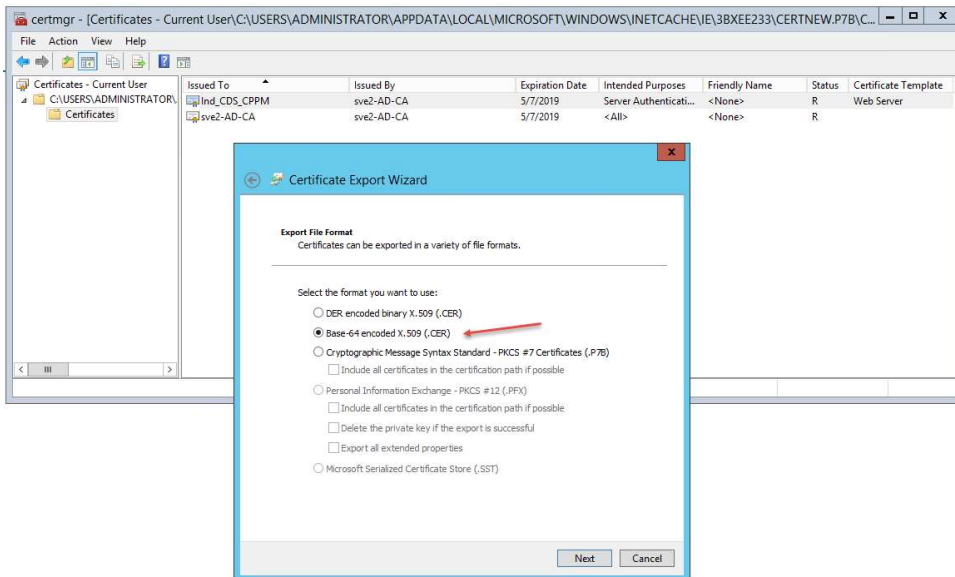 certmgr - [Certificates - Current User\C:\USERS\ADMINISTRATOR\APPDATA\LOCAL\MICROSOFT\WINDOWS\INETCACHE\IE\3BXEE233\CERTNEW.P7B\C...
File Action View Help
Certificates - Current User
C:\USERS\ADMINISTRATOR\
Certificates
Issued To Issued By Expiration Date Intended Purposes Friendly Name Status Certificate Template
Ind_CDS_CPPM sve2-AD-CA 5/7/2019 Server Authenticati... <None> R Web Server
sve2-AD-CA sve2-AD-CA 5/7/2019 <All> <None> R
Certificate Export Wizard
Export File Format
Certificates can be exported in a variety of file formats.
Select the format you want to use:
DER encoded binary X.509 (.CER)
Base-64 encoded X.509 (.CER)
Cryptographic Message Syntax Standard - PKCS #7 Certificates (.P7B)
Include all certificates in the certification path if possible
Personal Information Exchange - PKCS #12 (.PFX)
Include all certificates in the certification path if possible
Delete the private key if the export is successful
Export all extended properties
Microsoft Serialized Certificate Store (.SST)
Next Cancel